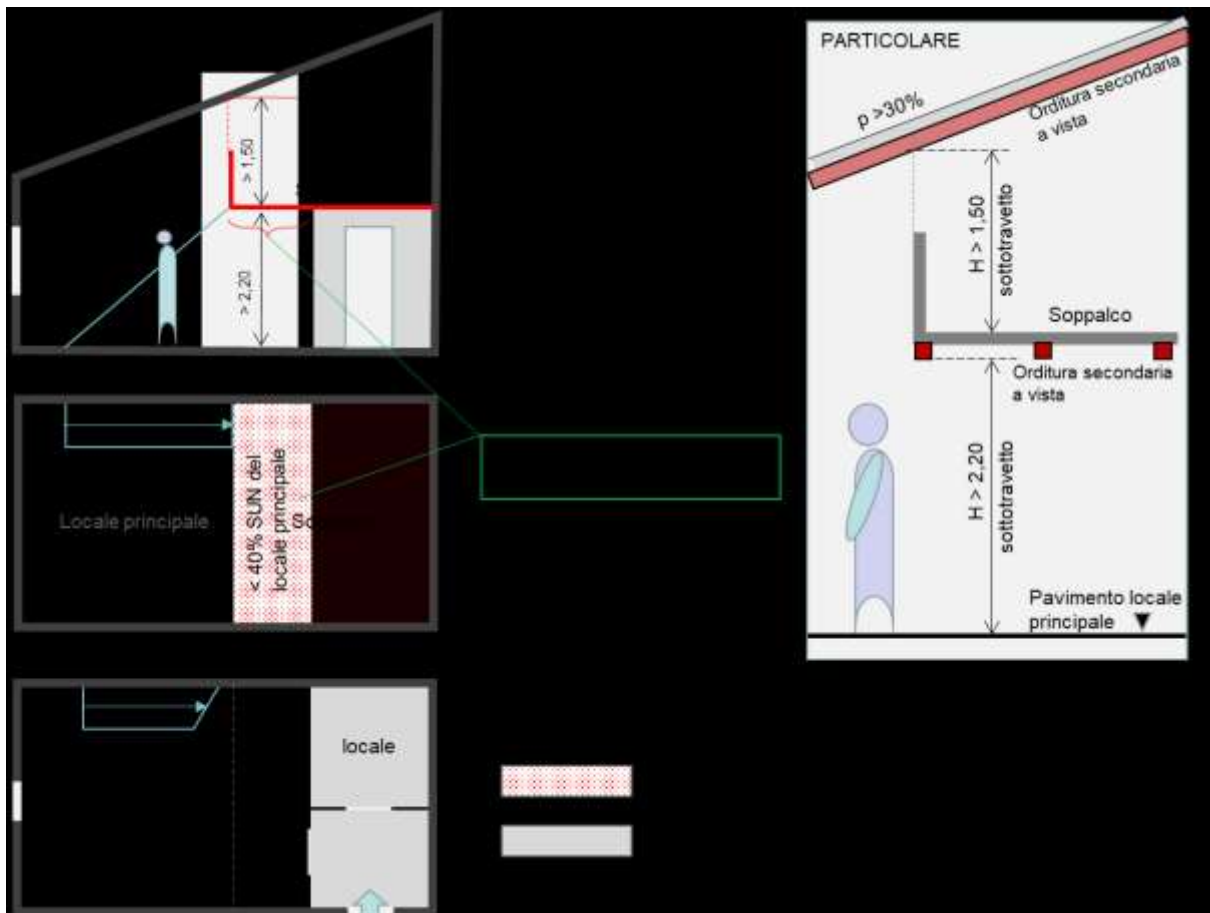 > 1,50
> 2,20
Locale principale
< 40% SUN del
locale principale
locale
PARTICOLARE
p >30%
Orditura secondaria
a vista
H > 1,50
sottotravetto
Soppalco
Orditura secondaria
a vista
H > 2,20
sottotravetto
Pavimento locale
principale